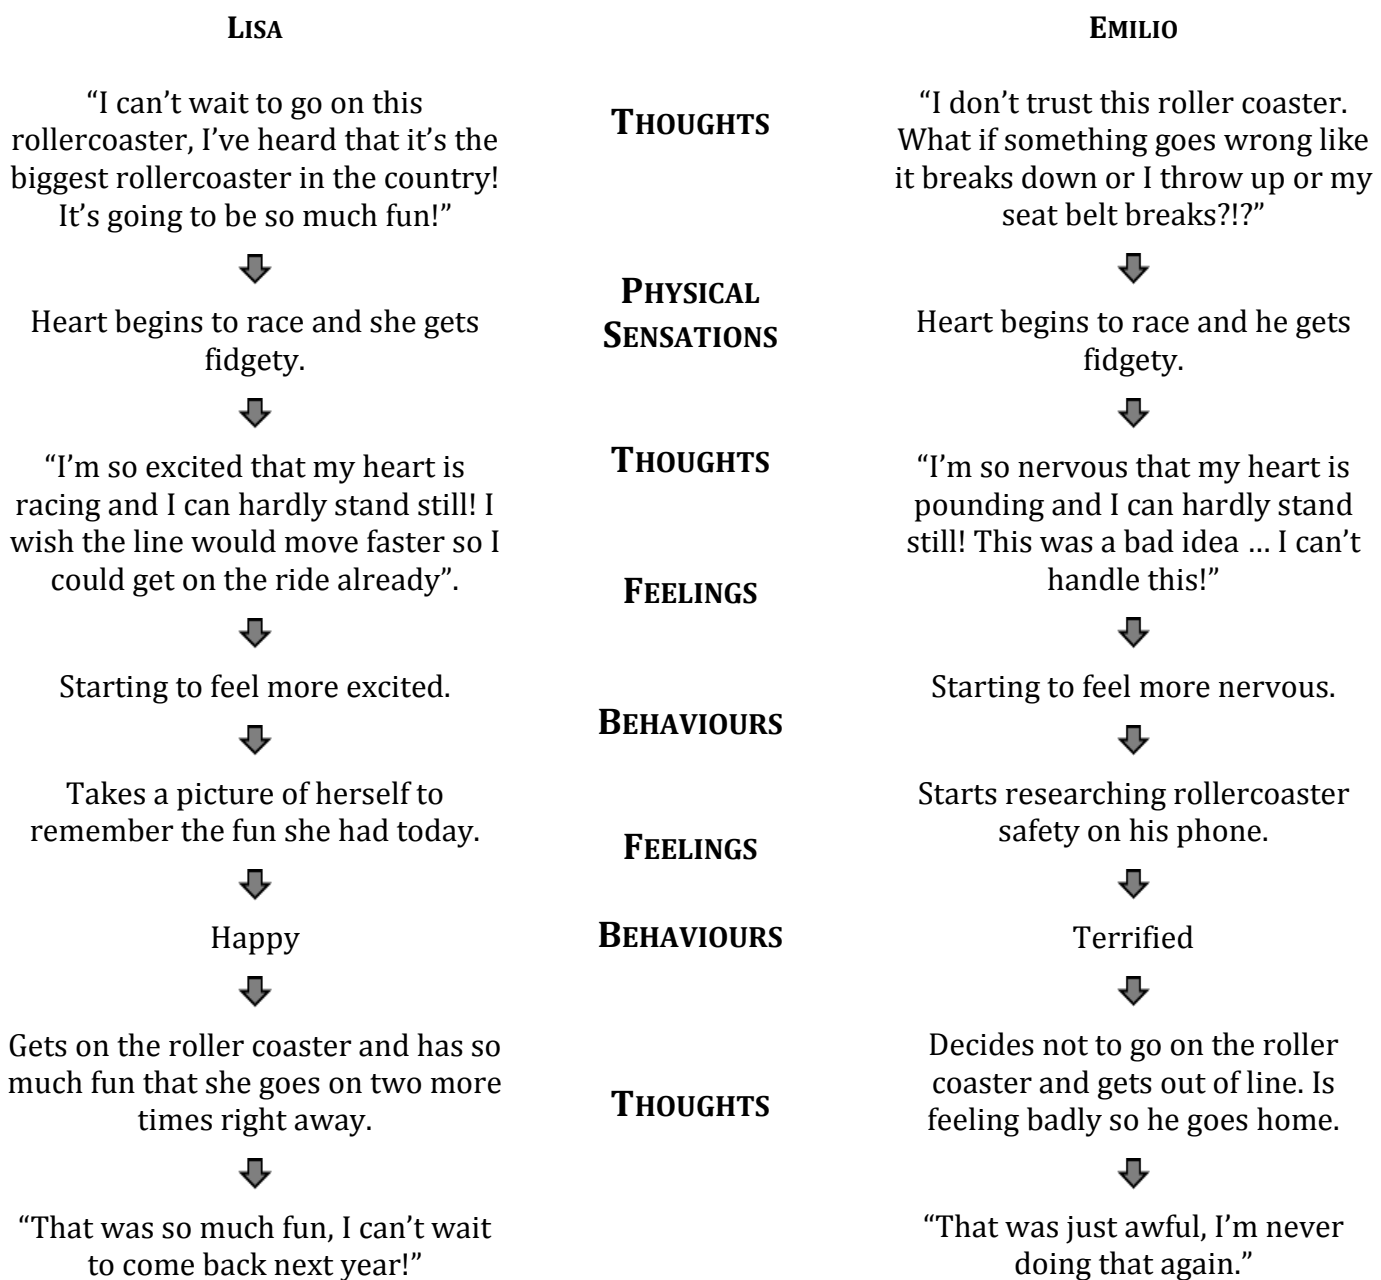 LISA
“I can’t wait to go on this
rollercoaster, I’ve heard that it’s the
biggest rollercoaster in the country!
It’s going to be so much fun!”
Heart begins to race and she gets
fidgety.
“I’m so excited that my heart is
racing and I can hardly stand still! I
wish the line would move faster so I
could get on the ride already”.
Starting to feel more excited.
Takes a picture of herself to
remember the fun she had today.
Happy
Gets on the roller coaster and has so
much fun that she goes on two more
times right away.
“That was so much fun, I can’t wait
to come back next year!”
THOUGHTS
PHYSICAL
SENSATIONS
THOUGHTS
FEELINGS
BEHAVIOURS
FEELINGS
BEHAVIOURS
THOUGHTS
EMILIO
“I don’t trust this roller coaster.
What if something goes wrong like
it breaks down or I throw up or my
seat belt breaks?!?”
Heart begins to race and he gets
fidgety.
“I’m so nervous that my heart is
pounding and I can hardly stand
still! This was a bad idea … I can’t
handle this!”
Starting to feel more nervous.
Starts researching rollercoaster
safety on his phone.
Terrified
Decides not to go on the roller
coaster and gets out of line. Is
feeling badly so he goes home.
“That was just awful, I’m never
doing that again.”